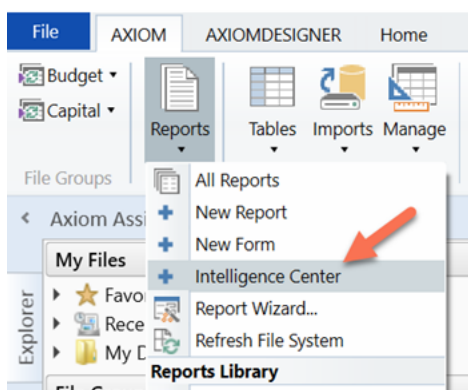 File AXIOM AXIOMDESIGNER Home
Budget
Capital
Reports Tables Imports Manage
File Groups
All Reports
New Report
New Form
Intelligence Center
Report Wizard...
Refresh File System
Reports Library
Axiom Assi
My Files
Favo
Rece
My D
Explorer